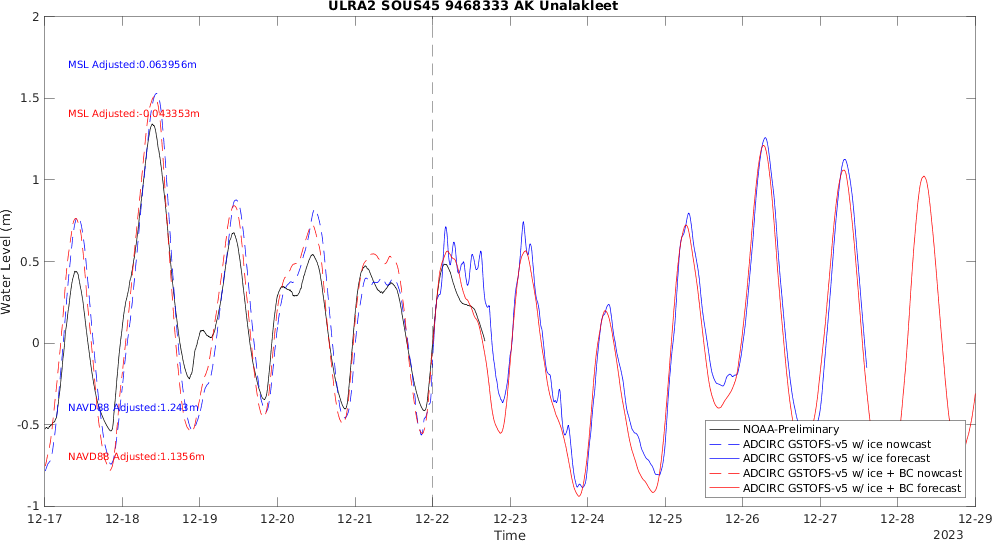 ULRA2 SOUS45 9468333 AK Unalakleet
2
1.5
1
0.5
0
-0.5
-1
Water Level (m)
MSL Adjusted:0.063956m
MSL Adjusted:-0.043353m
NAVD88 Adjusted:1.243m
NAVD88 Adjusted:1.1356m
NOAA-Preliminary
ADCIRC GSTOFS-v5 w/ ice nowcast
ADCIRC GSTOFS-v5 w/ ice forecast
ADCIRC GSTOFS-v5 w/ ice + BC nowcast
ADCIRC GSTOFS-v5 w/ ice + BC forecast
12-17 12-18 12-19 12-20 12-21 12-22 12-23 12-24 12-25 12-26 12-27 12-28 12-29
Time
2023